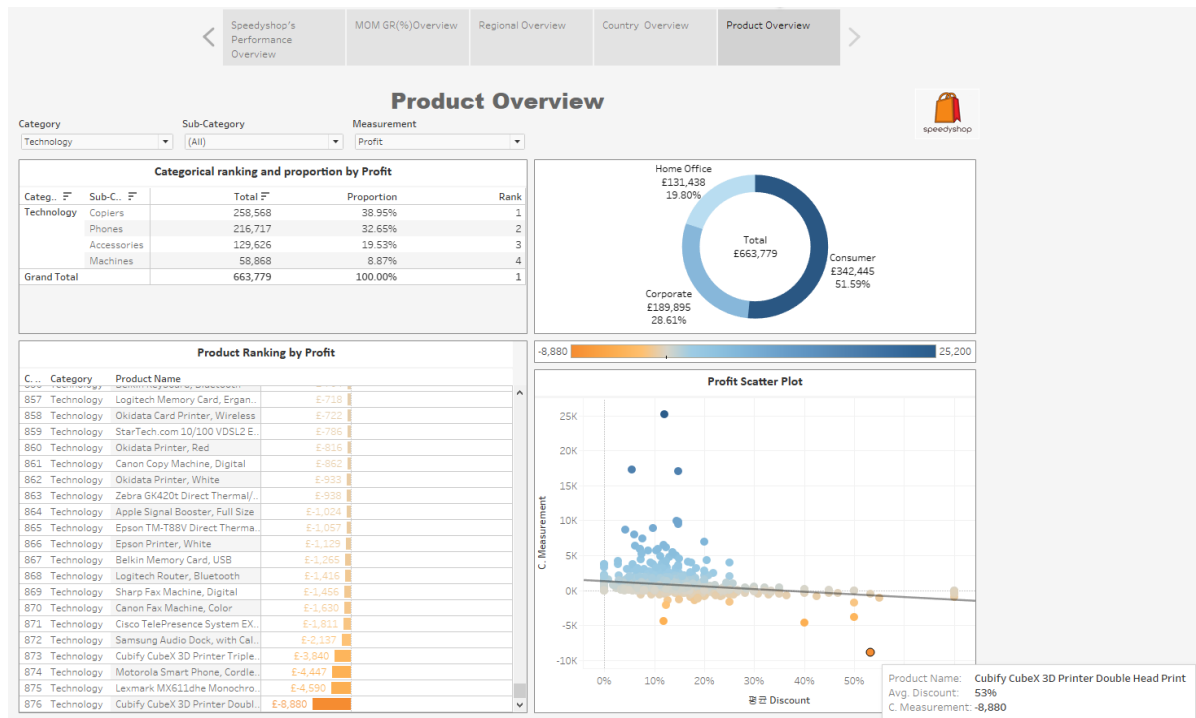 Speedyshop's
Performance
Overview
MOM GR(%)Overview
Regional Overview
Country Overview
Product Overview
Product Overview
speedyshop
Category
Sub-Category
Measurement
Technology
(All)
Profit
Categorical ranking and proportion by Profit
Categ.. Sub-C.. Total Proportion Rank
Technology Copiers 258,568 38.95% 1
Phones 216,717 32.65% 2
Accessories 129,626 19.53% 3
Machines 58,868 8.87% 4
Grand Total 663,779 100.00% 1
Home Office
£131,438
19.80%
Total
£663,779
Consumer
£342,445
51.59%
Corporate
£189,895
28.61%
Product Ranking by Profit
C... Category Product Name
857 Technology Logitech Memory Card, Ergan.. £-718
858 Technology Okidata Card Printer, Wireless £-722
859 Technology StarTech.com 10/100 VDSL2 E.. £-786
860 Technology Okidata Printer, Red £-816
861 Technology Canon Copy Machine, Digital £-862
862 Technology Okidata Printer, White £-933
863 Technology Zebra GK420t Direct Thermal/.. £-938
864 Technology Apple Signal Booster, Full Size £-1,024
865 Technology Epson TM-T88V Direct Therma.. £-1,057
866 Technology Epson Printer, White £-1,129
867 Technology Belkin Memory Card, USB £-1,265
868 Technology Logitech Router, Bluetooth £-1,416
869 Technology Sharp Fax Machine, Digital £-1,456
870 Technology Canon Fax Machine, Color £-1,630
871 Technology Cisco TelePresence System EX.. £-1,811
872 Technology Samsung Audio Dock, with Cal.. £-2,137
873 Technology Cubify CubeX 3D Printer Triple.. £-3,840
874 Technology Motorola Smart Phone, Cordle.. £-4,447
875 Technology Lexmark MX611dhe Monochro.. £-4,590
876 Technology Cubify CubeX 3D Printer Doubl.. £-8,880
-8,880
25,200
Profit Scatter Plot
25K
20K
15K
10K
5K
0K
-5K
-10K
C. Measurement
0% 10% 20% 30% 40% 50%
평균 Discount
Product Name: Cubify CubeX 3D Printer Double Head Print
Avg. Discount: 53%
C. Measurement: -8,880